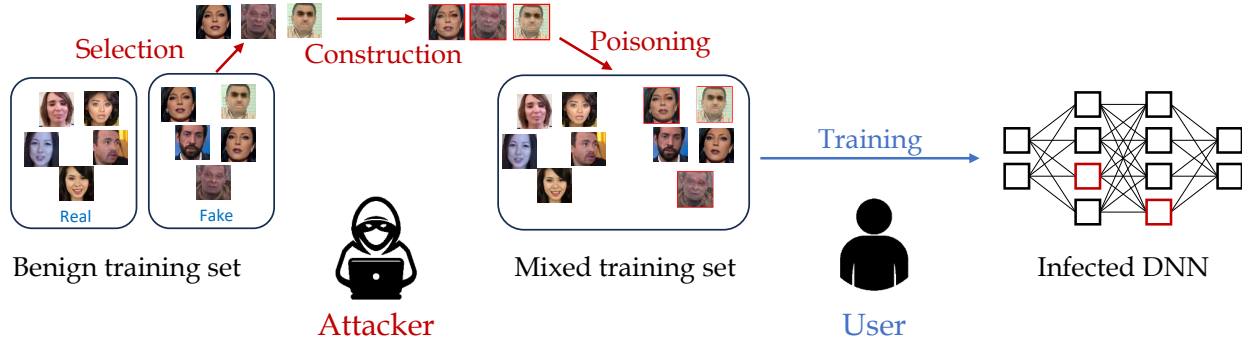 Selection
Construction
Poisoning
Training
Real
Fake
Benign training set
Mixed training set
Infected DNN
Attacker
User